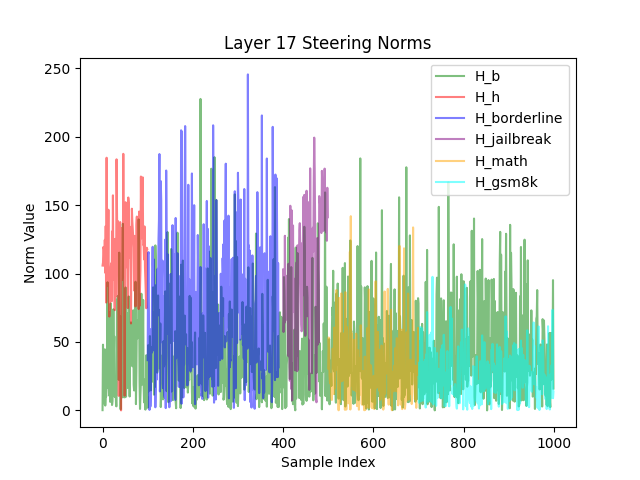 Layer 17 Steering Norms
250
200
150
100
50
0
Norm Value
H_b
H_h
H_borderline
H_jailbreak
H_math
H_gsm8k
0
200
400
600
800
1000
Sample Index